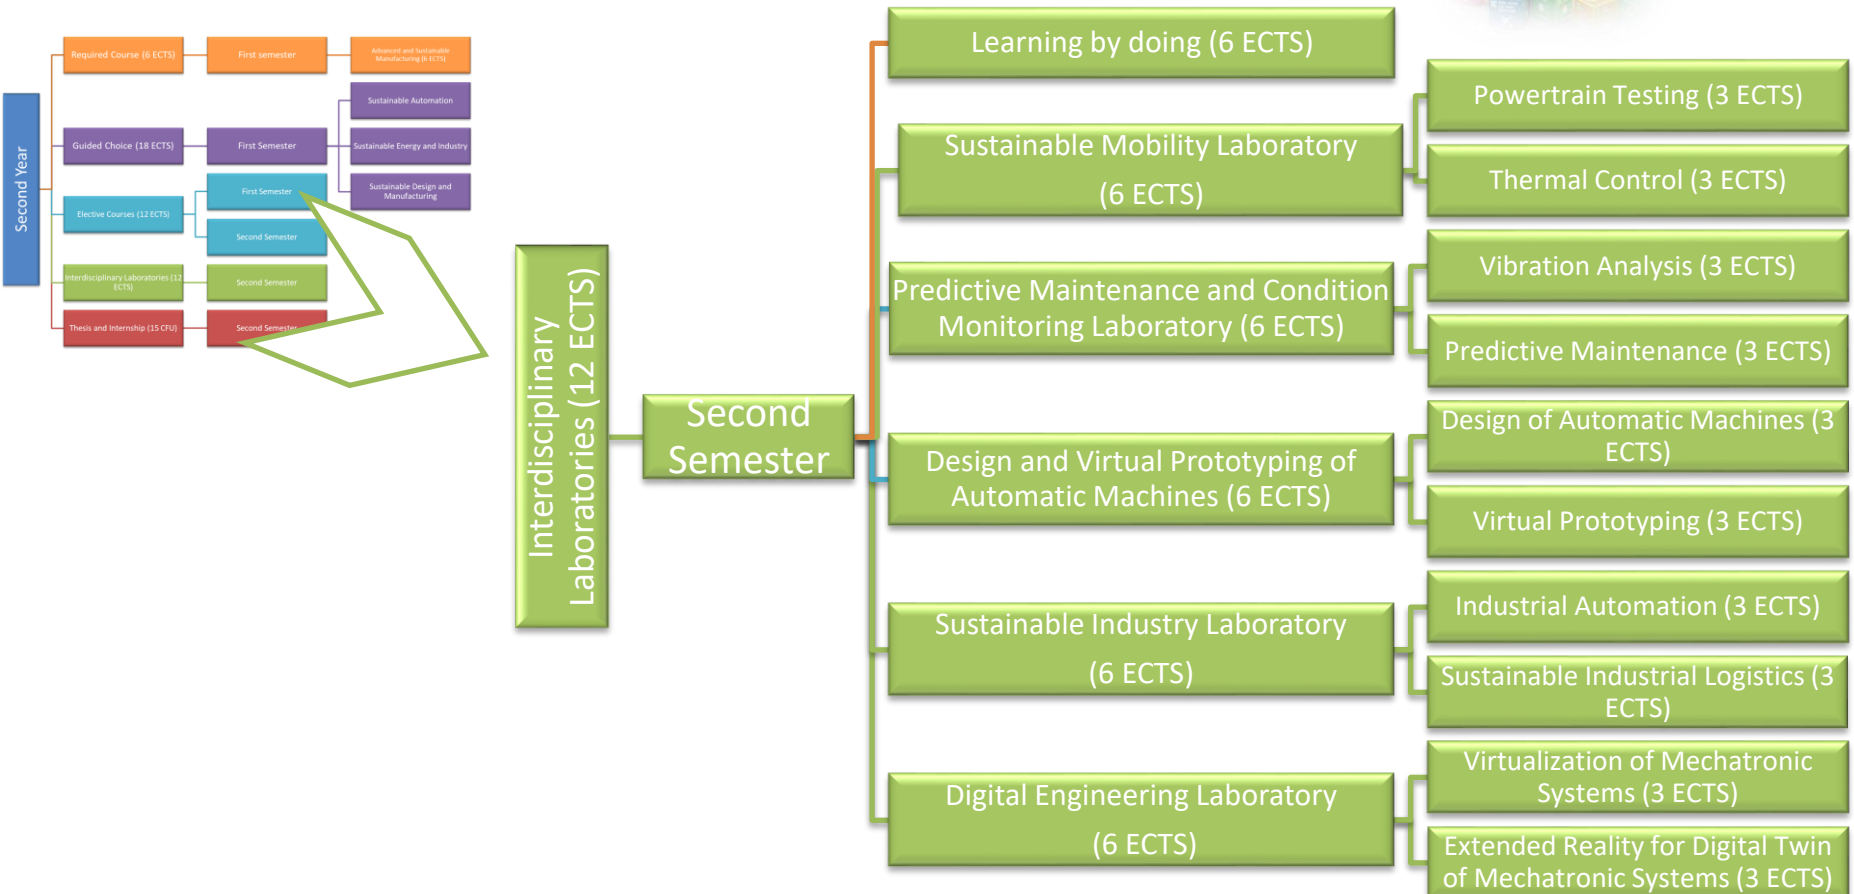 Second Year
Required Course (6 ECTS)
First semester
Advanced and Sustainable
Manufacturing (6 ECTS)
Guided Choice (18 ECTS)
First Semester
Sustainable Automation
Sustainable Energy and Industry
Sustainable Design and
Manufacturing
Elective Courses (12 ECTS)
First Semester
Second Semester
Interdisciplinary Laboratories (12
ECTS)
Second Semester
Thesis and Internship (15 CFU)
Second Semester
Interdisciplinary
Laboratories (12 ECTS)
Second
Semester
Learning by doing (6 ECTS)
Sustainable Mobility Laboratory
(6 ECTS)
Powertrain Testing (3 ECTS)
Thermal Control (3 ECTS)
Predictive Maintenance and Condition
Monitoring Laboratory (6 ECTS)
Vibration Analysis (3 ECTS)
Predictive Maintenance (3 ECTS)
Design and Virtual Prototyping of
Automatic Machines (6 ECTS)
Design of Automatic Machines (3
ECTS)
Virtual Prototyping (3 ECTS)
Sustainable Industry Laboratory
(6 ECTS)
Industrial Automation (3 ECTS)
Sustainable Industrial Logistics (3
ECTS)
Digital Engineering Laboratory
(6 ECTS)
Virtualization of Mechatronic
Systems (3 ECTS)
Extended Reality for Digital Twin
of Mechatronic Systems (3 ECTS)